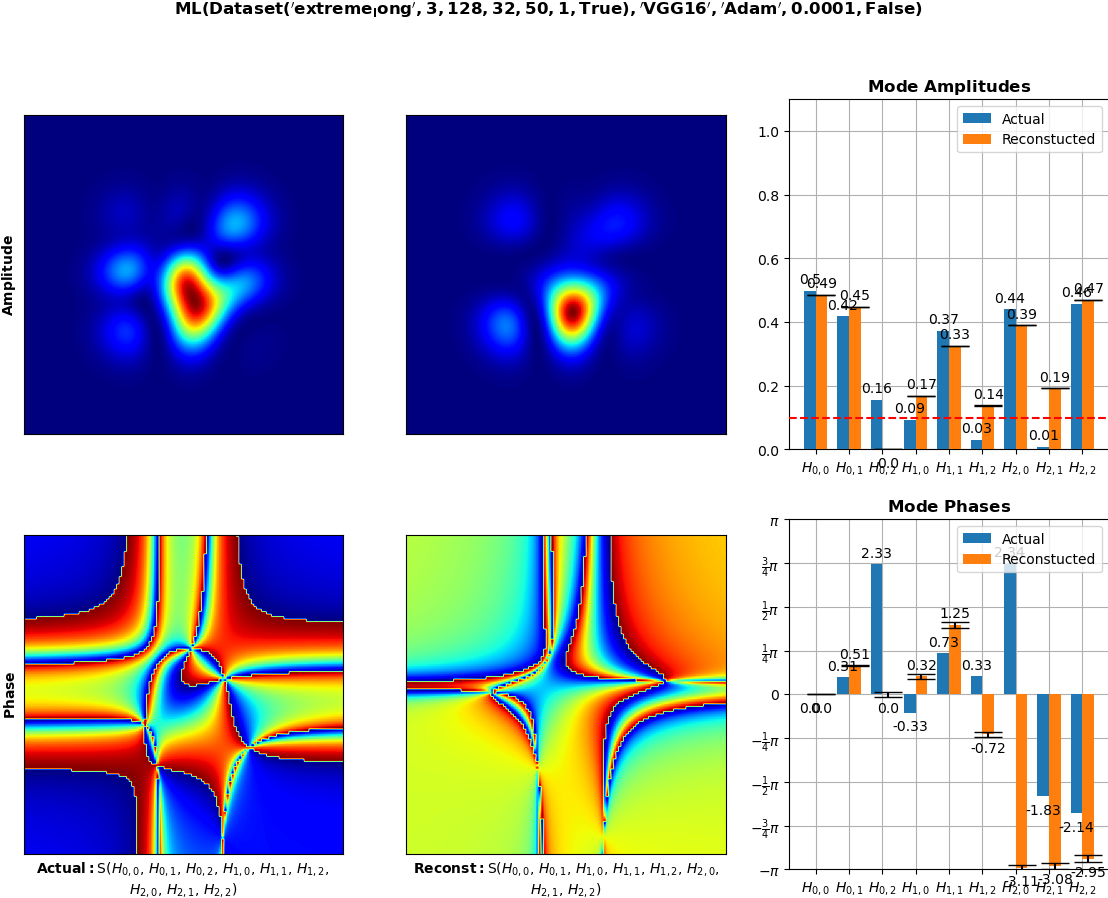 ML(Dataset('extreme_long', 3, 128, 32, 50, 1, True), 'VGG16', 'Adam', 0.0001, False)
Amplitude
Mode Amplitudes
Actual
Reconstucted
1.0
0.8
0.6
0.4
0.2
0.0
0.5
0.49
0.42
0.45
0.16
0.0
0.09
0.17
0.37
0.33
0.03
0.14
0.44
0.39
0.01
0.19
0.46
0.47
H0,0 H0,1 H0,2 H1,0 H1,1 H1,2 H2,0 H2,1 H2,2
Phase
Mode Phases
Actual
Reconstucted
π
3/4π
1/2π
1/4π
0
−1/4π
−1/2π
−3/4π
−π
0.0
0.0
0.31
0.51
2.33
0.0
-0.33
0.32
0.73
1.25
0.33
-0.72
2.34
-3.11
-1.83
-3.08
-2.14
-2.95
H0,0 H0,1 H0,2 H1,0 H1,1 H1,2 H2,0 H2,1 H2,2
Actual: S(H0,0, H0,1, H0,2, H1,0, H1,1, H1,2,
H2,0, H2,1, H2,2)
Reconst: S(H0,0, H0,1, H1,0, H1,1, H1,2, H2,0,
H2,1, H2,2)